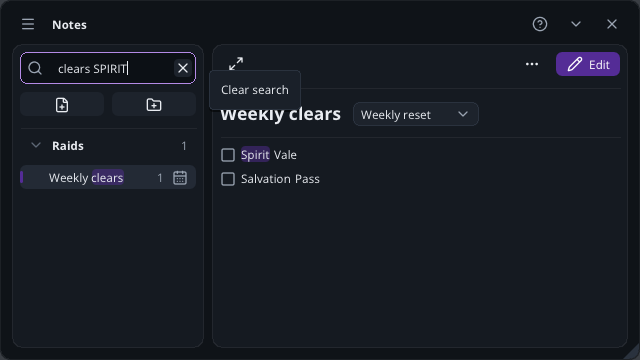 Notes
clears SPIRIT
Edit
Clear search
Weekly clears
Weekly reset
Raids 1
Weekly clears 1
Spirit Vale
Salvation Pass